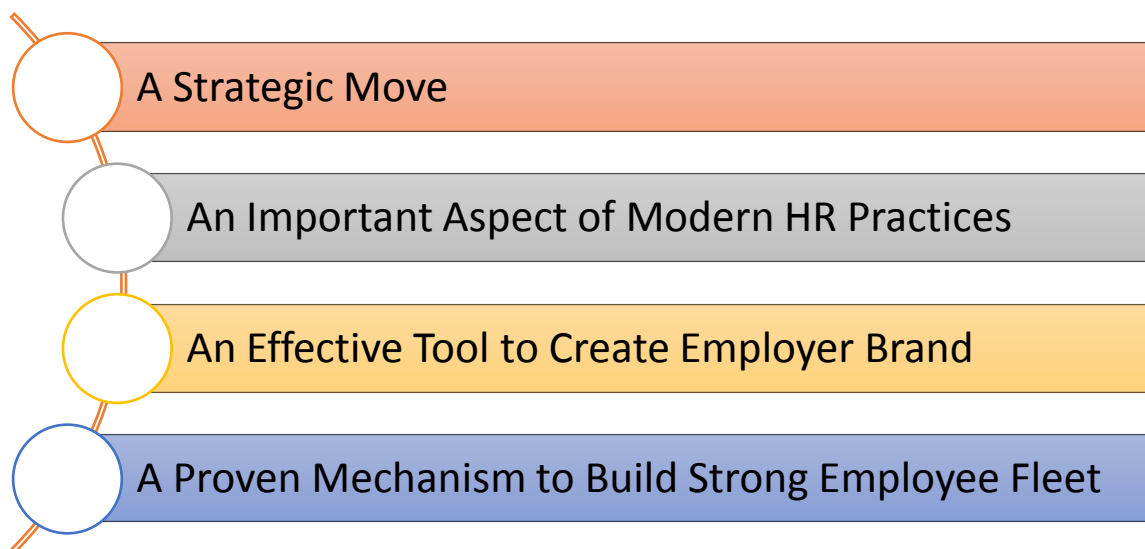 A Strategic Move
An Important Aspect of Modern HR Practices
An Effective Tool to Create Employer Brand
A Proven Mechanism to Build Strong Employee Fleet